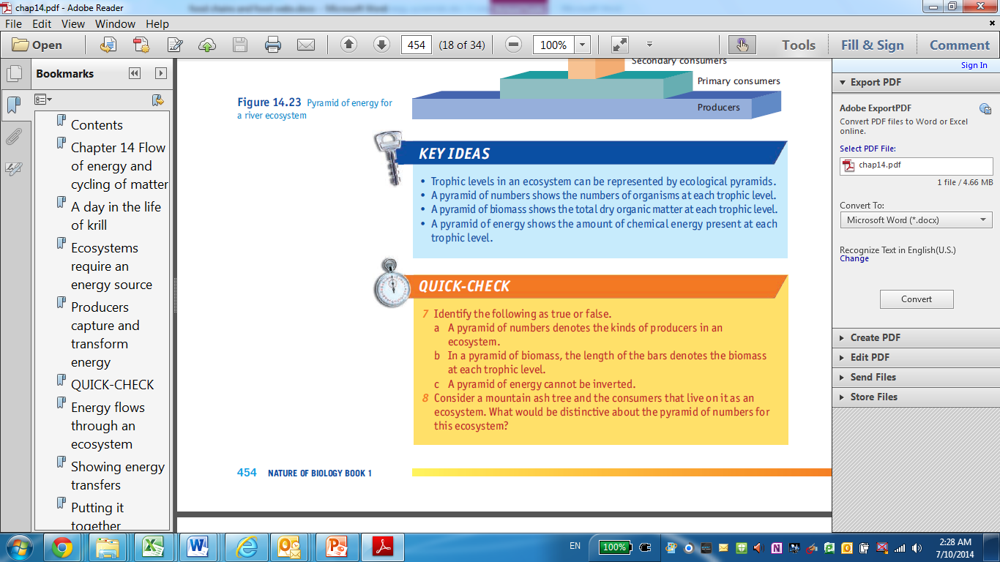 chap14.pdf - Adobe Reader
File Edit View Window Help
Open
454 (18 of 34)
100%
Tools
Fill & Sign
Comment
Sign In
Bookmarks
Contents
Chapter 14 Flow
of energy and
cycling of matter
A day in the life
of krill
Ecosystems
require an
energy source
Producers
capture and
transform
energy
QUICK-CHECK
Energy flows
through an
ecosystem
Showing energy
transfers
Putting it
together
Secondary consumers
Primary consumers
Producers
Figure 14.23 Pyramid of energy for
a river ecosystem
KEY IDEAS
• Trophic levels in an ecosystem can be represented by ecological pyramids.
• A pyramid of numbers shows the numbers of organisms at each trophic level.
• A pyramid of biomass shows the total dry organic matter at each trophic level.
• A pyramid of energy shows the amount of chemical energy present at each
trophic level.
QUICK-CHECK
7 Identify the following as true or false.
a A pyramid of numbers denotes the kinds of producers in an
ecosystem.
b In a pyramid of biomass, the length of the bars denotes the biomass
at each trophic level.
c A pyramid of energy cannot be inverted.
8 Consider a mountain ash tree and the consumers that live on it as an
ecosystem. What would be distinctive about the pyramid of numbers for
this ecosystem?
454 NATURE OF BIOLOGY BOOK 1
Export PDF
Adobe ExportPDF
Convert PDF files to Word or Excel
online.
Select PDF File:
chap14.pdf
1 file / 4.66 MB
Convert To:
Microsoft Word (*.docx)
Recognize Text in English(U.S.)
Change
Convert
Create PDF
Edit PDF
Send Files
Store Files
EN
100%
2:28 AM
7/10/2014